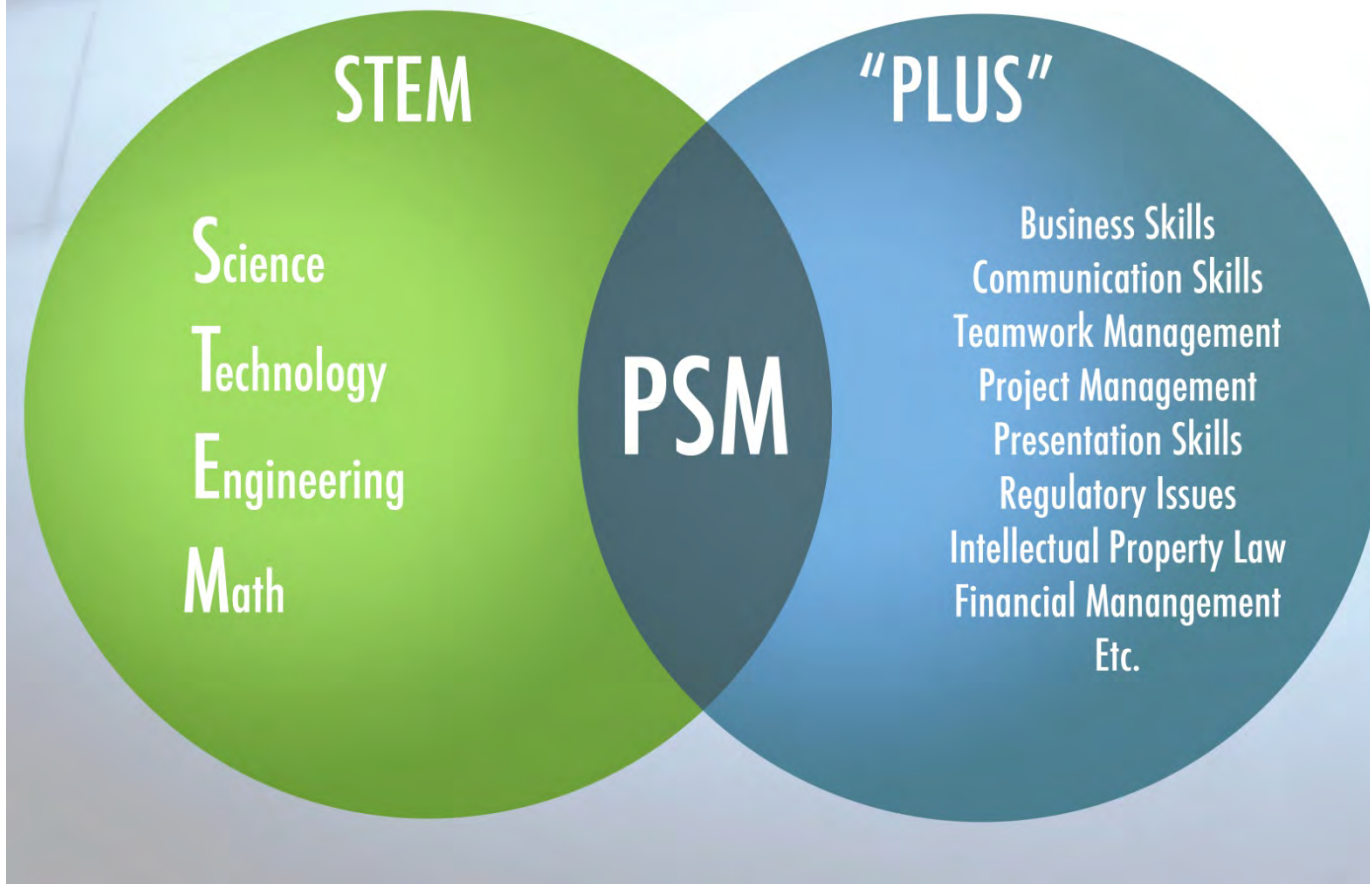 STEM
Science
Technology
Engineering
Math
PSM
"PLUS"
Business Skills
Communication Skills
Teamwork Management
Project Management
Presentation Skills
Regulatory Issues
Intellectual Property Law
Financial Manangement
Etc.